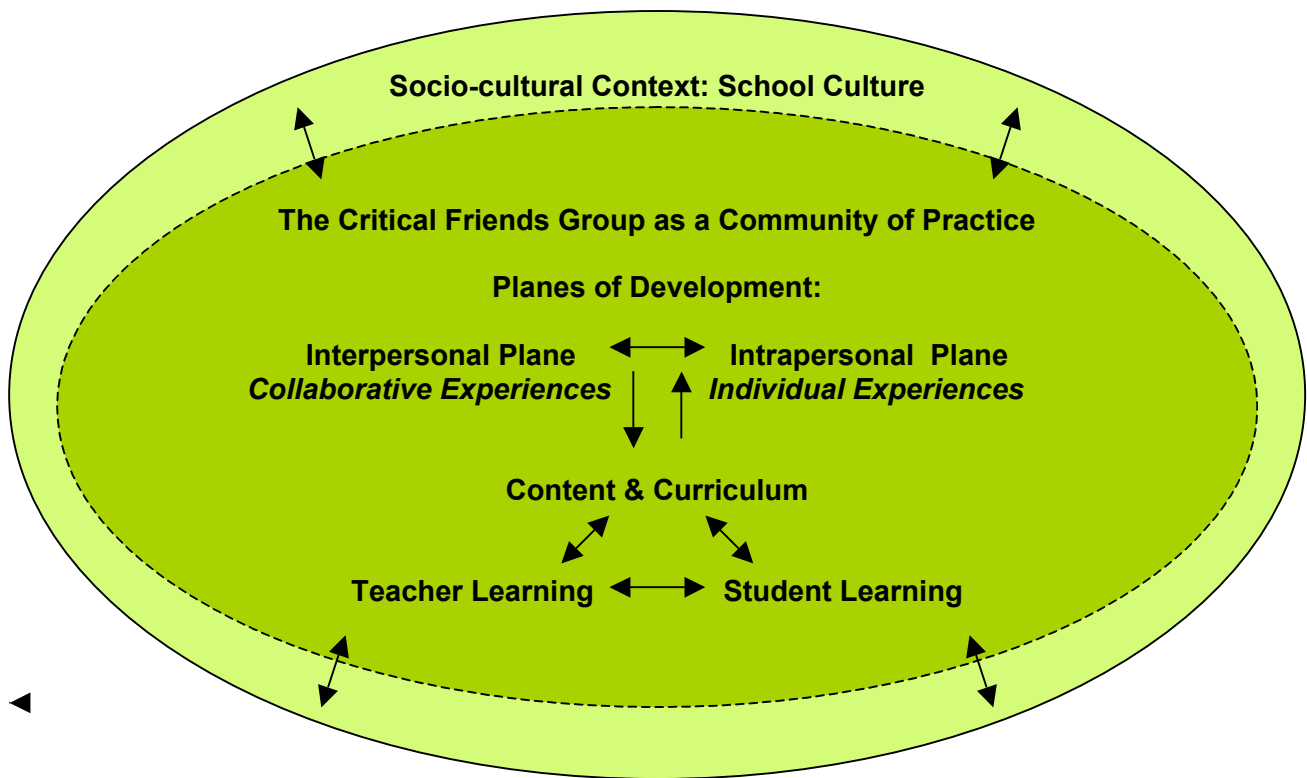 Socio-cultural Context: School Culture
The Critical Friends Group as a Community of Practice
Planes of Development:
Interpersonal Plane Intrapersonal Plane
Collaborative Experiences Individual Experiences
Content & Curriculum
Teacher Learning Student Learning